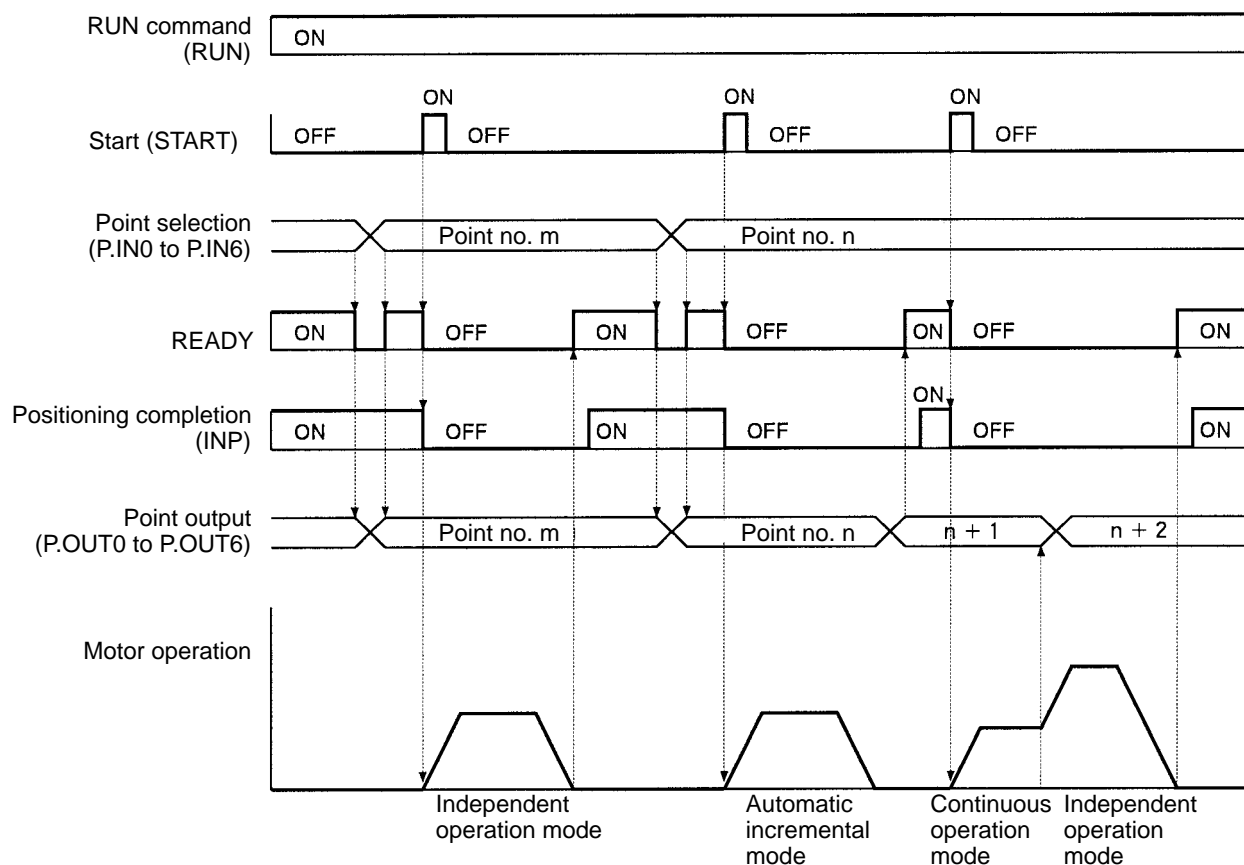 RUN command
(RUN)
ON
ON
ON
ON
Start (START)
OFF
OFF
OFF
OFF
Point selection
(P.IN0 to P.IN6)
Point no. m
Point no. n
READY
ON
OFF
ON
OFF
ON
OFF
ON
Positioning completion
(INP)
ON
OFF
ON
OFF
ON
OFF
ON
Point output
(P.OUT0 to P.OUT6)
Point no. m
Point no. n
n + 1
n + 2
Motor operation
Independent
operation mode
Automatic
incremental
mode
Continuous
operation
mode
Independent
operation
mode